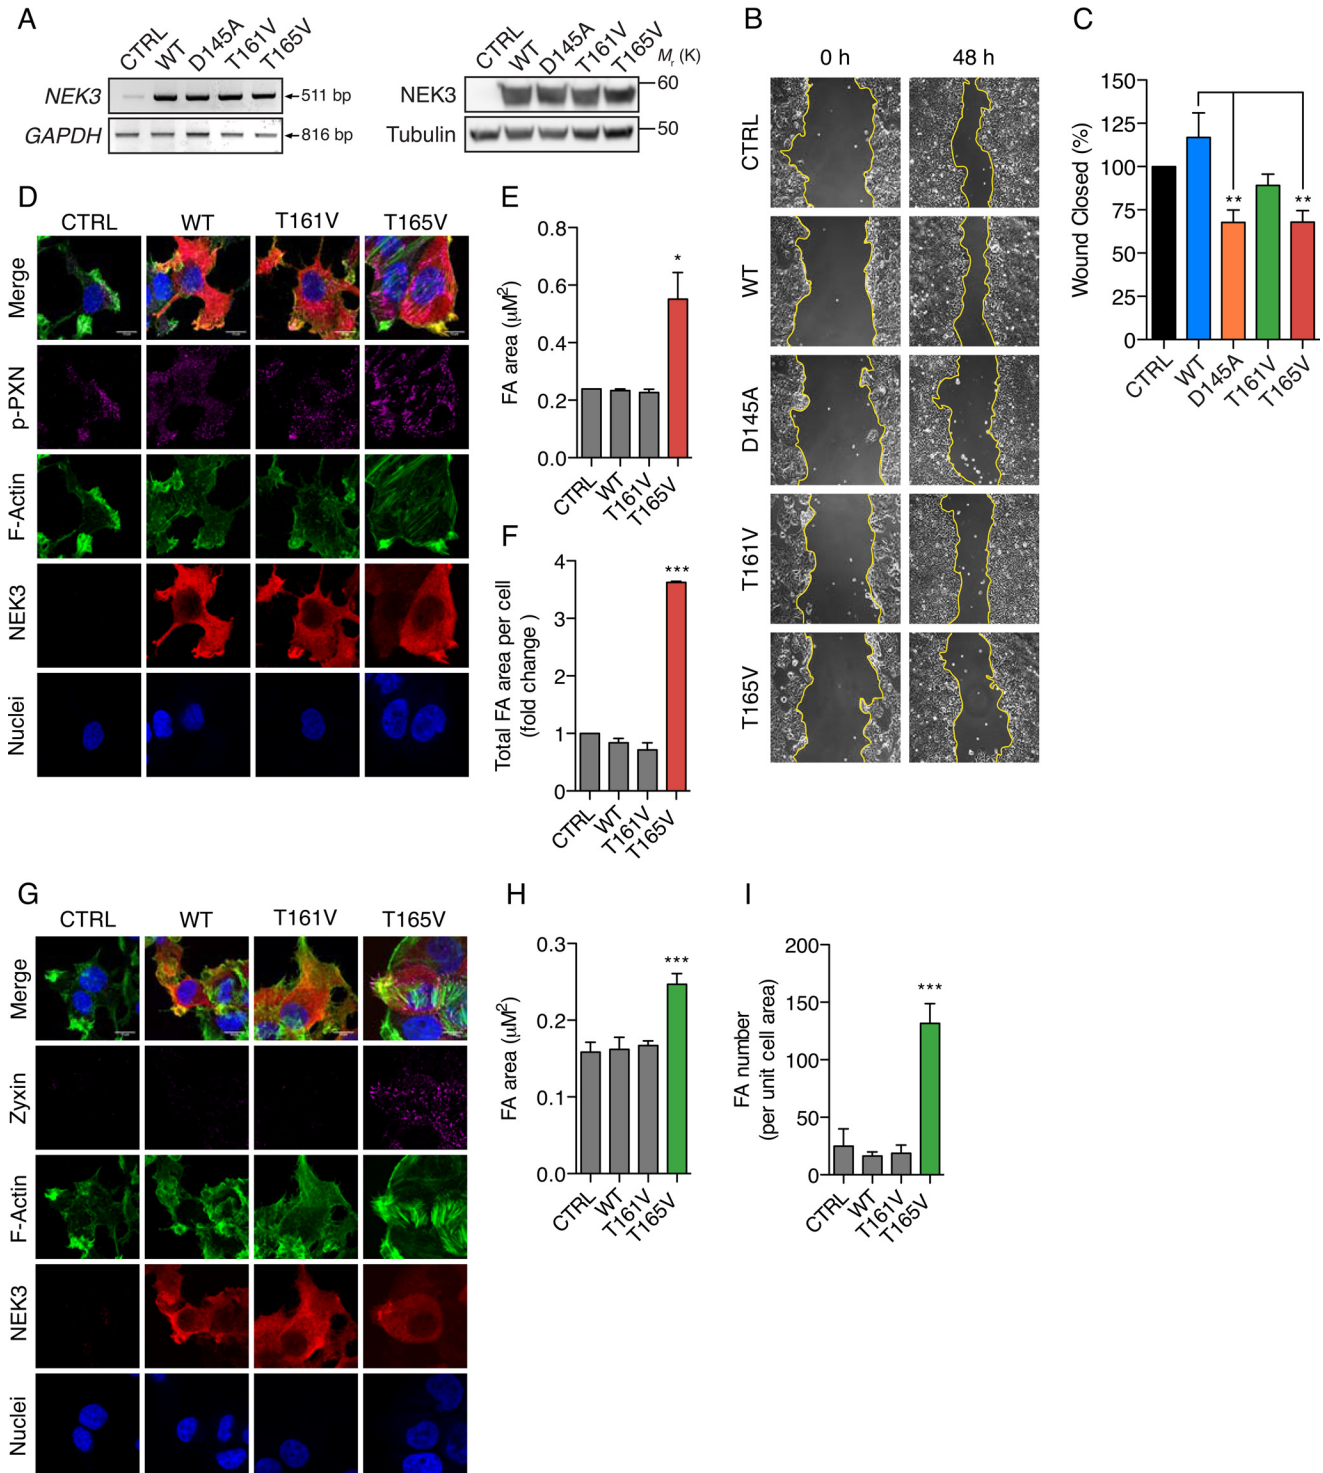 A
CTRL
WT
D145A
T161V
T165V
NEK3
511 bp
GAPDH
816 bp
CTRL
WT
D145A
T161V
T165V
Mr (K)
NEK3
60
Tubulin
50
B
0 h
48 h
CTRL
WT
D145A
T161V
T165V
C
Wound Closed (%)
150
125
100
75
50
25
0
**
**
CTRL
WT
D145A
T161V
T165V
D
CTRL
WT
T161V
T165V
Merge
p-PXN
F-Actin
NEK3
Nuclei
E
FA area (μM2)
0.8
0.6
0.4
0.2
0.0
*
CTRL
WT
T161V
T165V
F
Total FA area per cell
(fold change )
4
3
2
1
0
***
CTRL
WT
T161V
T165V
G
CTRL
WT
T161V
T165V
Merge
Zyxin
F-Actin
NEK3
Nuclei
H
FA area (μM2)
0.3
0.2
0.1
0.0
***
CTRL
WT
T161V
T165V
I
FA number
(per unit cell area)
200
150
100
50
0
***
CTRL
WT
T161V
T165V